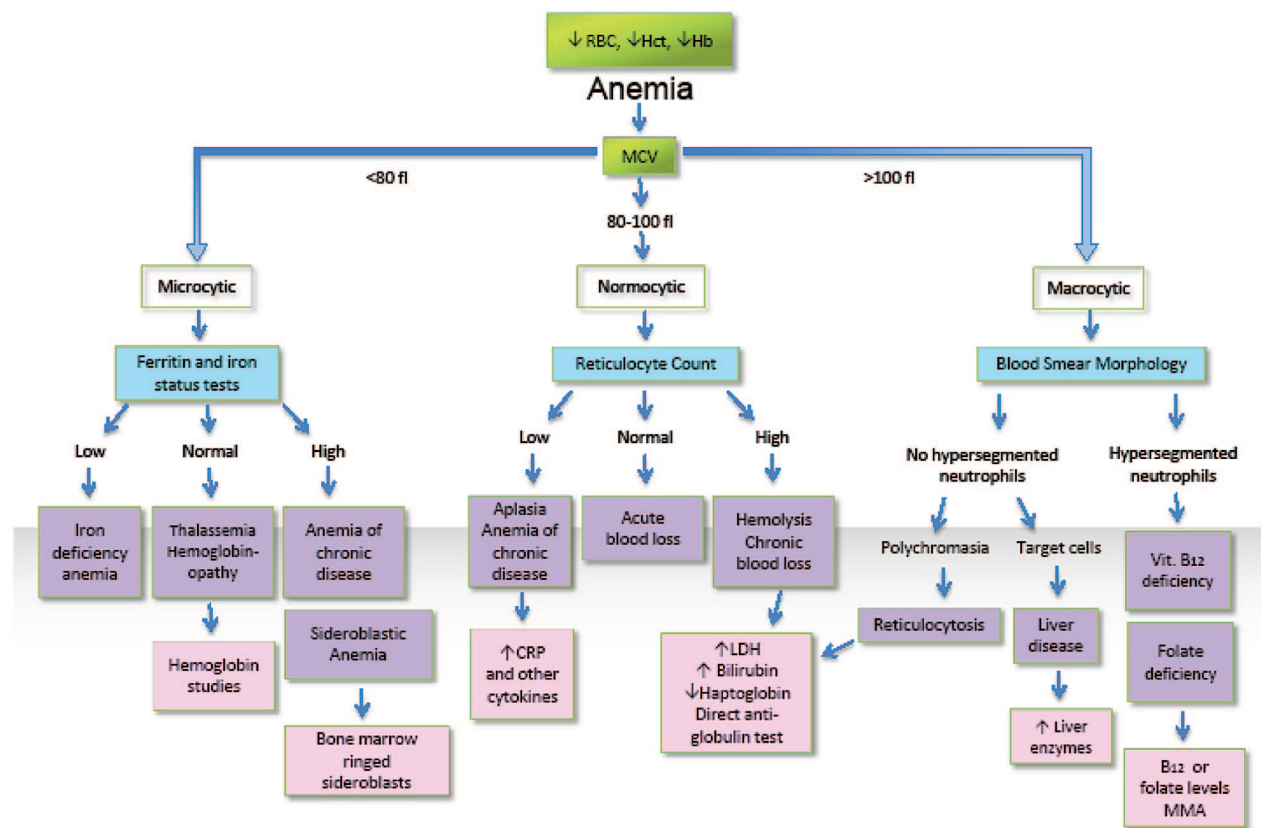 ↓ RBC, ↓Hct, ↓Hb
Anemia
MCV
<80 fl
80-100 fl
>100 fl
Microcytic
Normocytic
Macrocytic
Ferritin and iron
status tests
Reticulocyte Count
Blood Smear Morphology
Low
Normal
High
Low
Normal
High
No hypersegmented
neutrophils
Hypersegmented
neutrophils
Iron
deficiency
anemia
Thalassemia
Hemoglobin-
opathy
Anemia of
chronic
disease
Aplasia
Anemia of
chronic
disease
Acute
blood loss
Hemolysis
Chronic
blood loss
Polychromasia
Target cells
Vit. B12
deficiency
Hemoglobin
studies
Sideroblastic
Anemia
Bone marrow
ringed
sideroblasts
↑CRP
and other
cytokines
↑LDH
↑ Bilirubin
↓Haptoglobin
Direct anti-
globulin test
Reticulocytosis
Liver
disease
Folate
deficiency
↑ Liver
enzymes
B12 or
folate levels
MMA